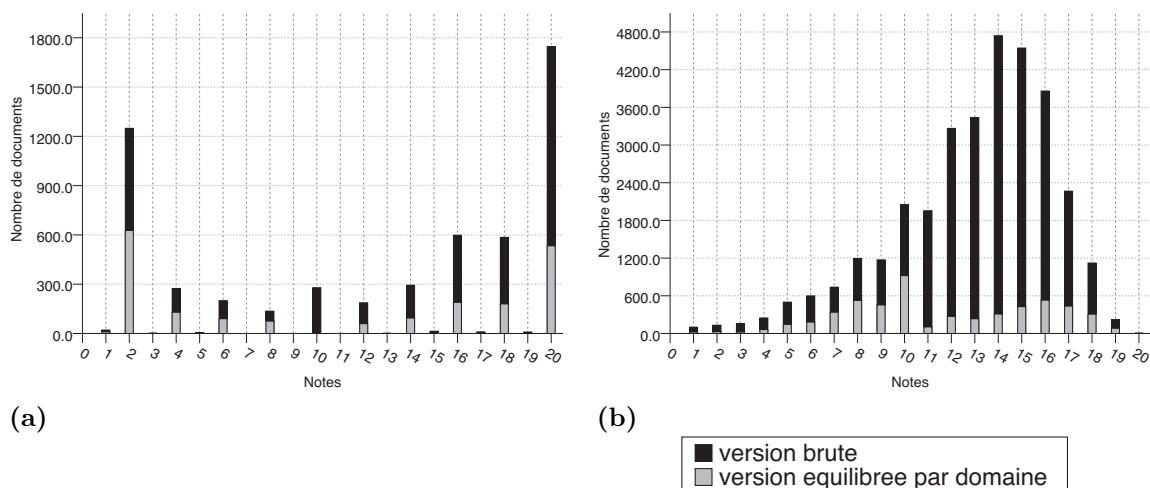 1800.0
1500.0
1200.0
900.0
600.0
300.0
0.0
Nombre de documents
0 1 2 3 4 5 6 7 8 9 10 11 12 13 14 15 16 17 18 19 20
Notes
(a)
4800.0
4200.0
3600.0
3000.0
2400.0
1800.0
1200.0
600.0
0.0
Nombre de documents
0 1 2 3 4 5 6 7 8 9 10 11 12 13 14 15 16 17 18 19 20
Notes
(b)
version brute
version equilibree par domaine